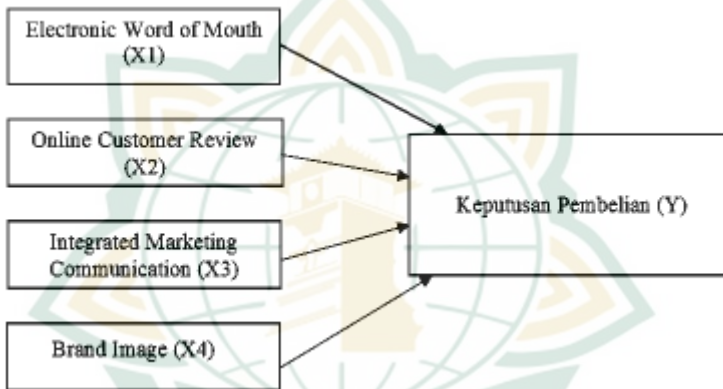 Electronic Word of Mouth
(X1)
Online Customer Review
(X2)
Integrated Marketing
Communication (X3)
Brand Image (X4)
Keputusan Pembelian (Y)